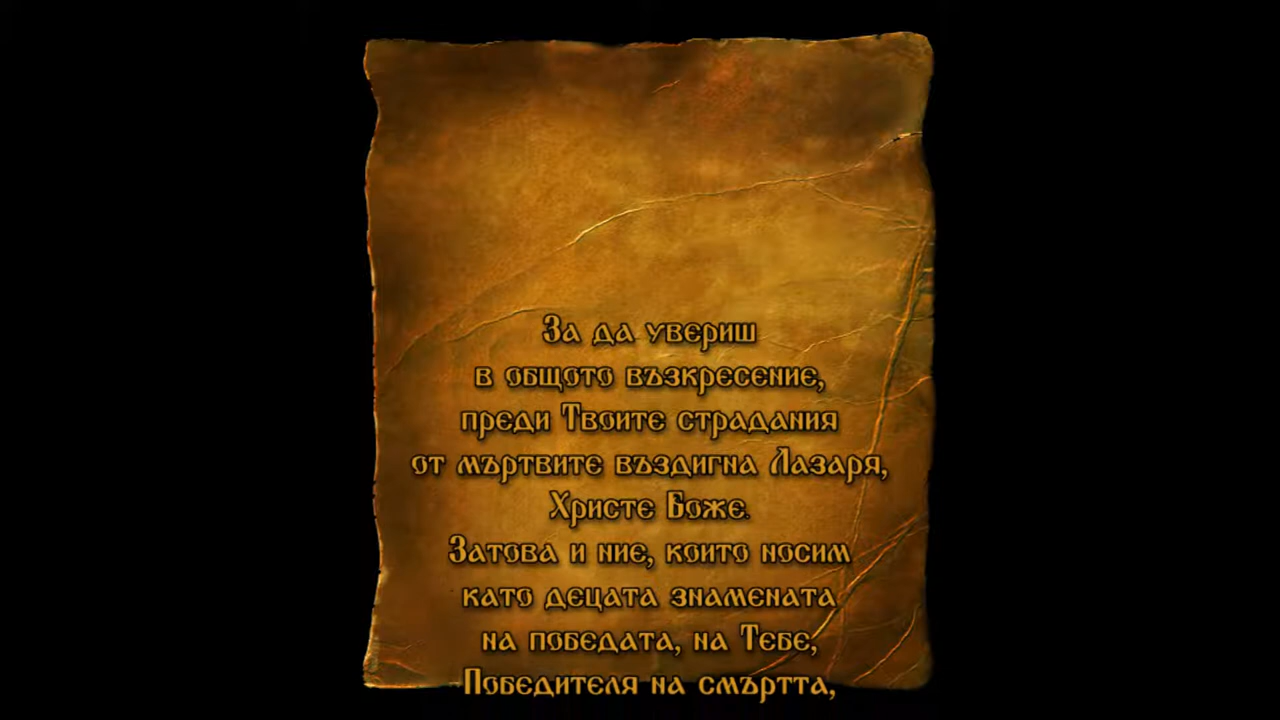 За да увериш
в общото възкресение,
преди Твоите страдания
от мъртвите въздигна Лазаря,
Христе Боже.
Затова и ние, които носим
като децата знамената
на победата, на Тебе,
Победителя на смъртта,